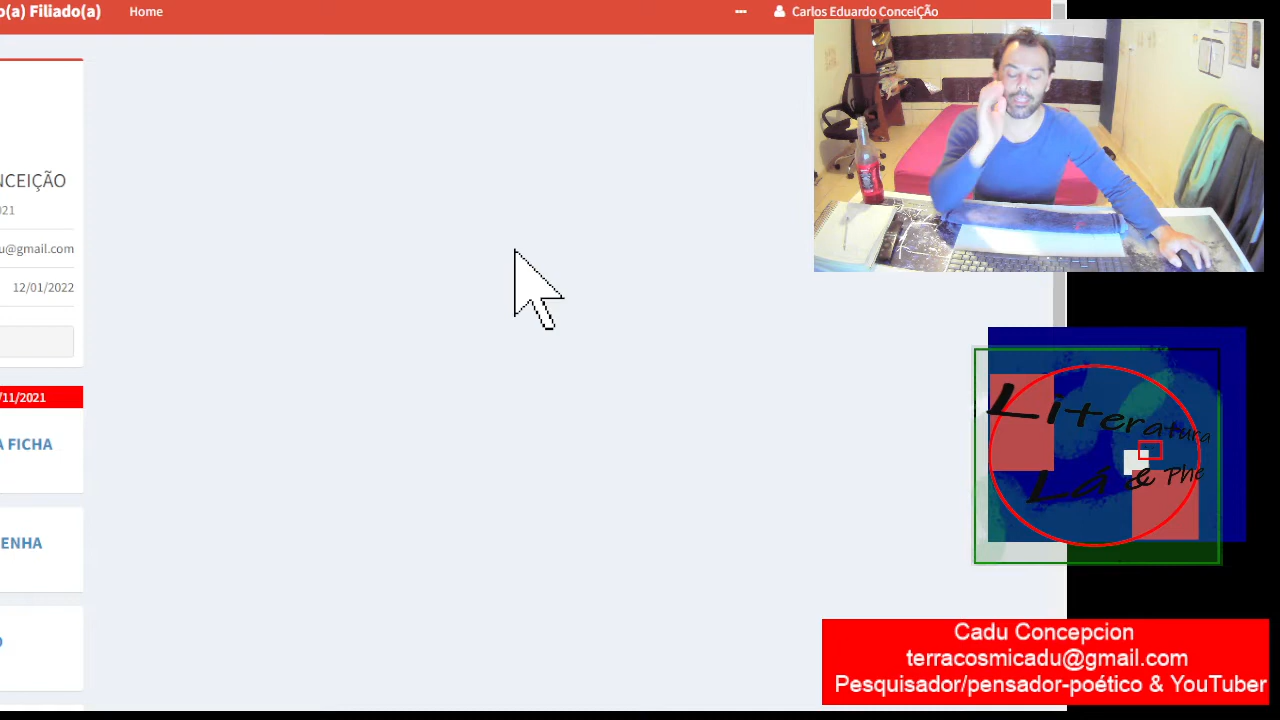 o(a) Filiado(a)
Home
Carlos Eduardo ConceiÇÃo
NCEIÇÃO
021
u@gmail.com
12/01/2022
/11/2021
A FICHA
ENHA
O
Literatura
Lá e Phe
Cadu Concepcion
terracosmicadu@gmail.com
Pesquisador/pensador-poético & YouTuber